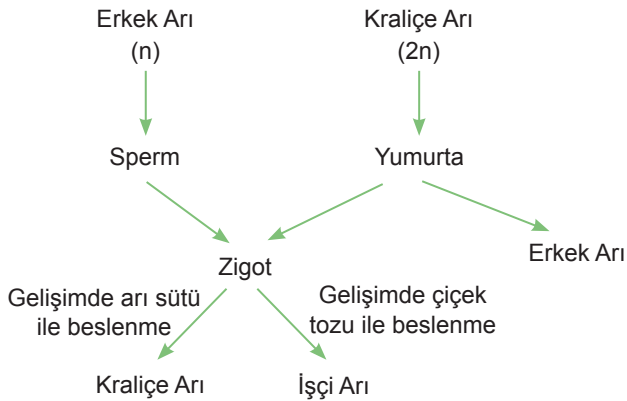 Erkek Arı
(n)
Kraliçe Arı
(2n)
Sperm
Yumurta
Zigot
Erkek Arı
Gelişimde arı sütü
ile beslenme
Gelişimde çiçek
tozu ile beslenme
Kraliçe Arı
İşçi Arı